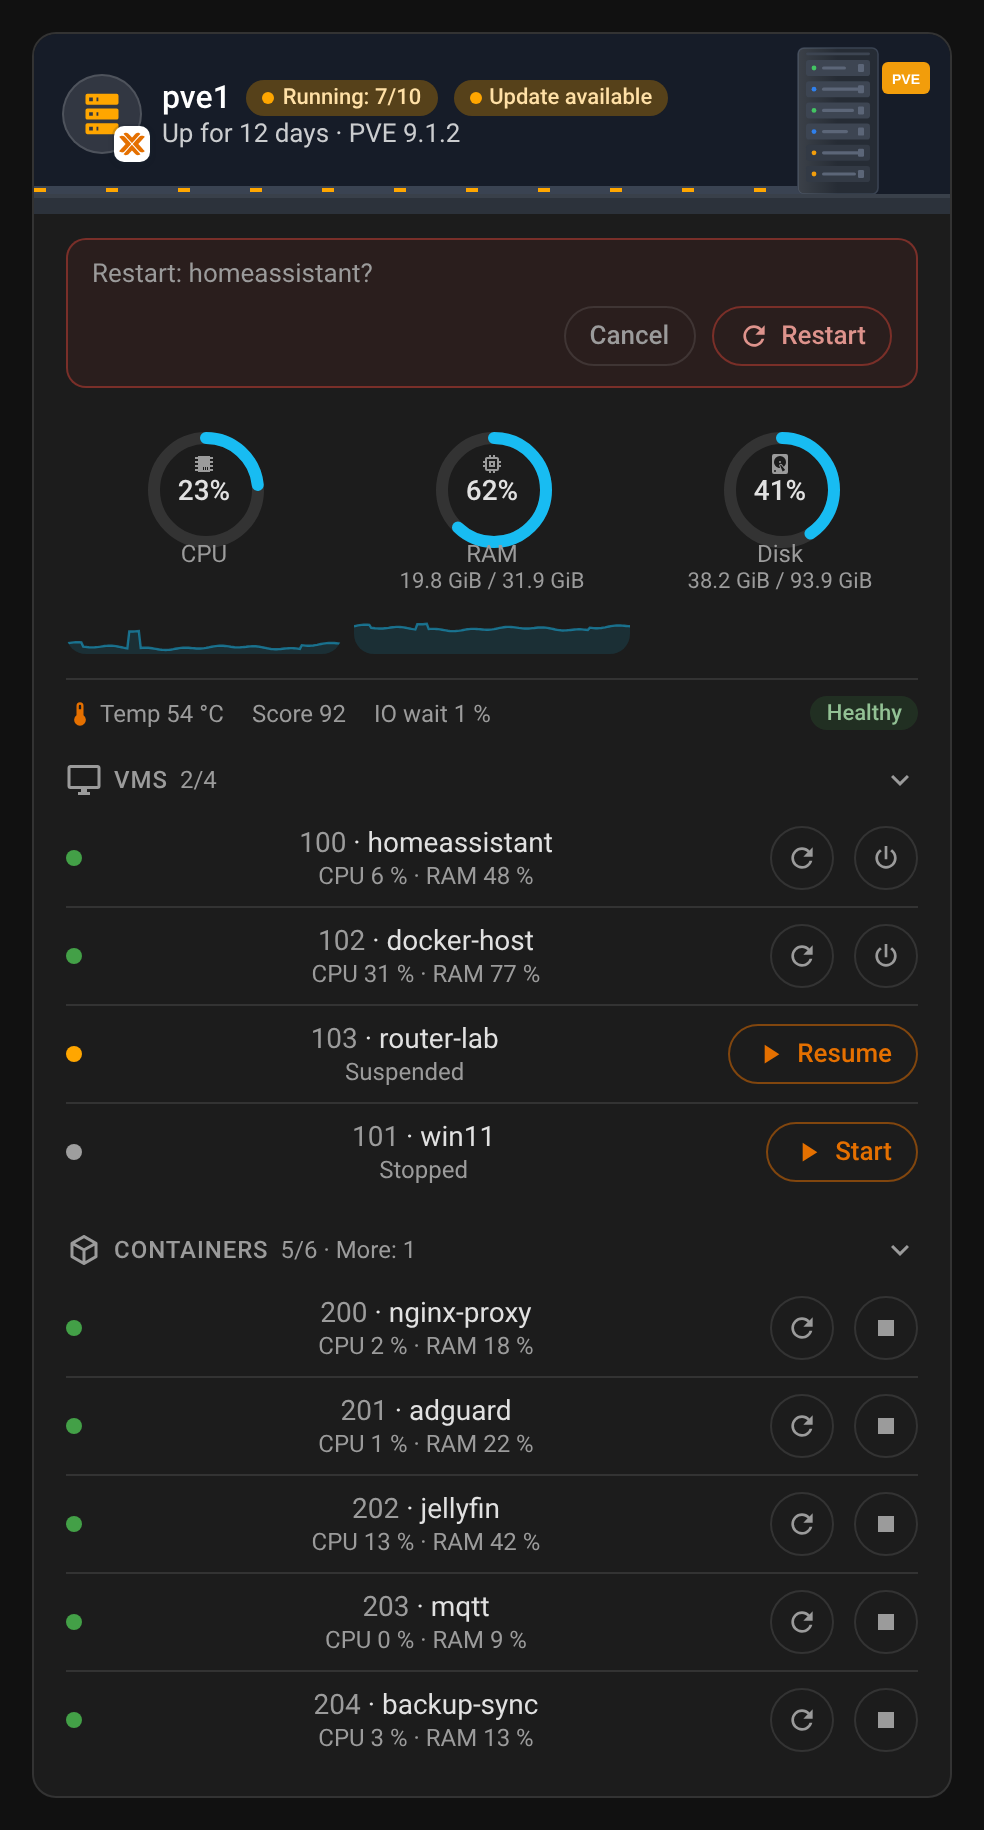 pve1 Running: 7/10 Update available
Up for 12 days · PVE 9.1.2
PVE
Restart: homeassistant?
Cancel Restart
23% 62% 41%
CPU RAM Disk
19.8 GiB / 31.9 GiB 38.2 GiB / 93.9 GiB
Temp 54 °C Score 92 IO wait 1 % Healthy
VMS 2/4
100 · homeassistant
CPU 6 % · RAM 48 %
102 · docker-host
CPU 31 % · RAM 77 %
103 · router-lab
Suspended
Resume
101 · win11
Stopped
Start
CONTAINERS 5/6 · More: 1
200 · nginx-proxy
CPU 2 % · RAM 18 %
201 · adguard
CPU 1 % · RAM 22 %
202 · jellyfin
CPU 13 % · RAM 42 %
203 · mqtt
CPU 0 % · RAM 9 %
204 · backup-sync
CPU 3 % · RAM 13 %